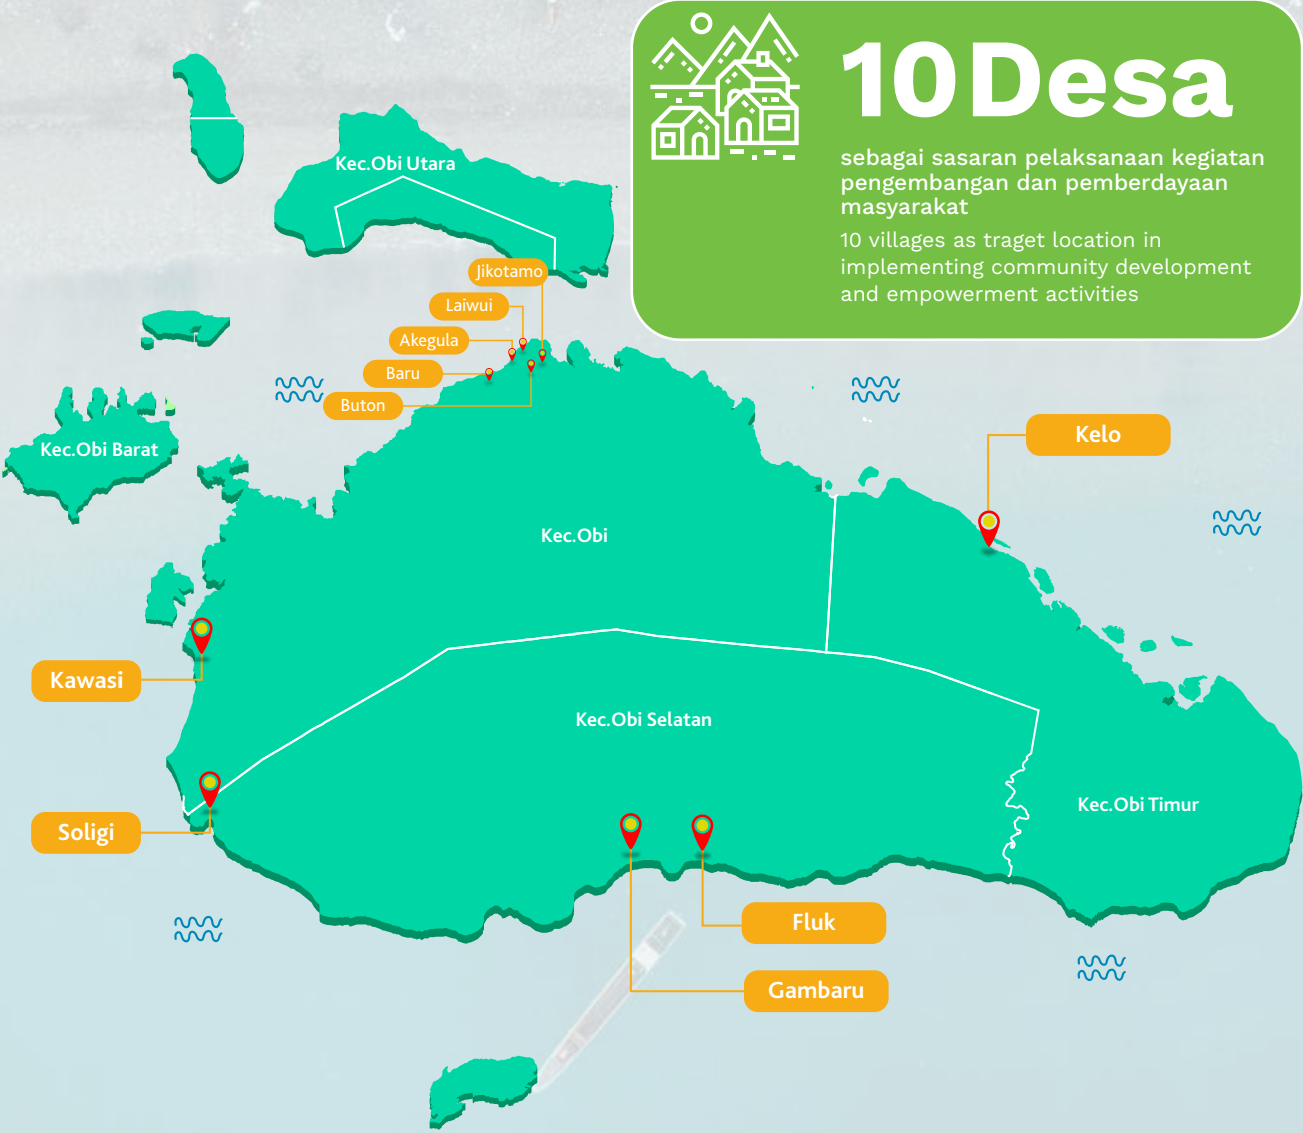 10 Desa
sebagai sasaran pelaksanaan kegiatan
pengembangan dan pemberdayaan
masyarakat
10 villages as traget location in
implementing community development
and empowerment activities
Kec.Obi Utara
Jikotamo
Laiwui
Akegula
Baru
Buton
Kec.Obi Barat
Kelo
Kec.Obi
Kawasi
Kec.Obi Selatan
Kec.Obi Timur
Soligi
Fluk
Gambaru